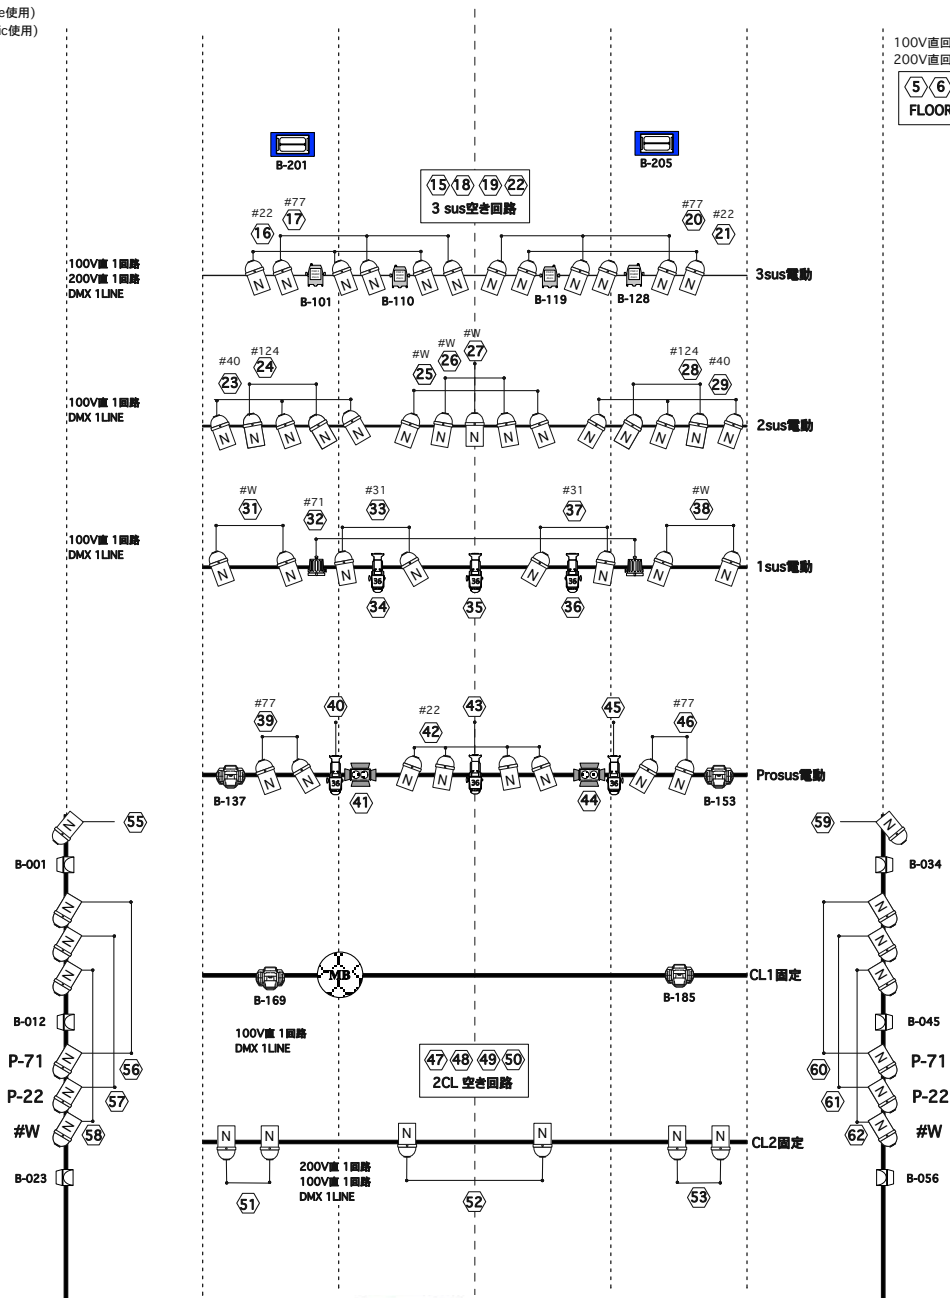 e使用)
ic使用)
100V直回
200V直回
5 6
FLOOR
B-201
B-205
15 18 19 22
3 sus空き回路
#77
17
#22
16
#77
20
#22
21
100V直 1回路
200V直 1回路
DMX 1LINE
B-101
B-110
B-119
B-128
3sus電動
#W
27
#W
26
#W
25
#40
23
#124
24
#124
28
#40
29
100V直 1回路
DMX 1LINE
N N N N N N N N N N N N N N N
2sus電動
#W
31
#71
32
#31
33
#31
37
#W
38
100V直 1回路
DMX 1LINE
N N N N N N N N
36 36 36
1sus電動
34 35 36
#77
39
40
#22
42
43
45
#77
46
N N N N N N N N
36 36 36
Prosus電動
B-137
41
44
B-153
55
59
N N
B-001
B-034
N N
N N
N N
MB
CL1固定
B-169
B-185
B-012
B-045
100V直 1回路
DMX 1LINE
47 48 49 50
2CL 空き回路
P-71
56
60
P-71
P-22
57
61
P-22
#W
58
62
#W
N N N N N N
CL2固定
200V直 1回路
100V直 1回路
DMX 1LINE
B-023
B-056
51
52
53